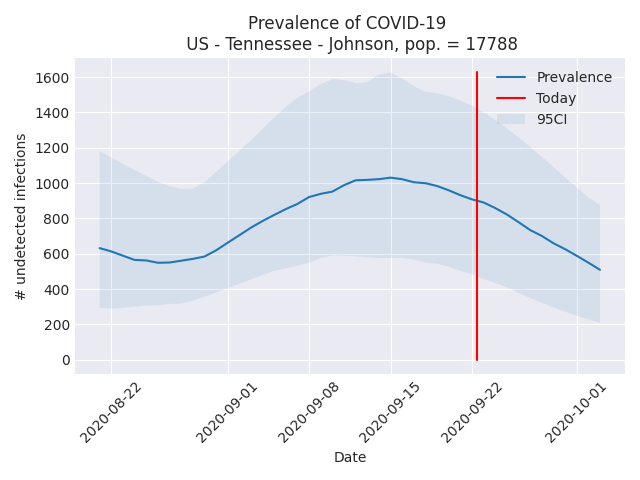 Prevalence of COVID-19
US - Tennessee - Johnson, pop. = 17788
Prevalence
Today
95CI
# undetected infections
1600
1400
1200
1000
800
600
400
200
0
2020-08-22
2020-09-01
2020-09-08
2020-09-15
2020-09-22
2020-10-01
Date